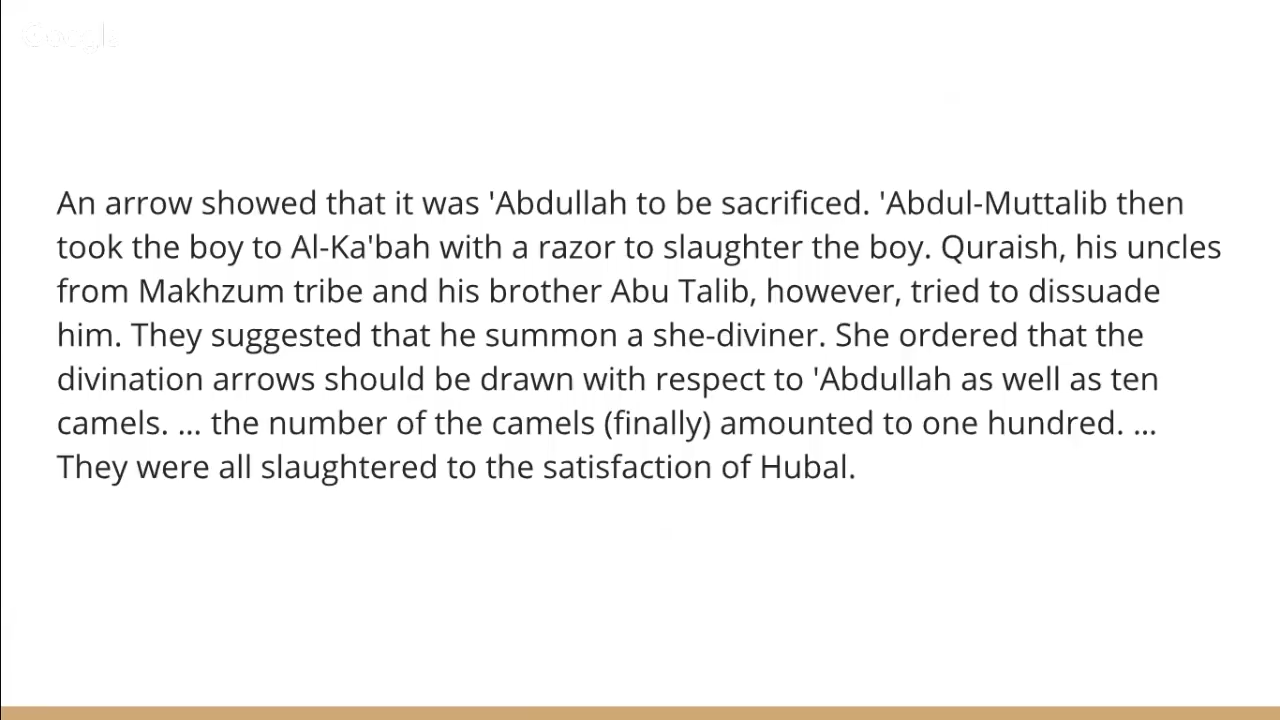 An arrow showed that it was 'Abdullah to be sacrificed. 'Abdul-Muttalib then
took the boy to Al-Ka'bah with a razor to slaughter the boy. Quraish, his uncles
from Makhzum tribe and his brother Abu Talib, however, tried to dissuade
him. They suggested that he summon a she-diviner. She ordered that the
divination arrows should be drawn with respect to 'Abdullah as well as ten
camels. ... the number of the camels (finally) amounted to one hundred. ...
They were all slaughtered to the satisfaction of Hubal.